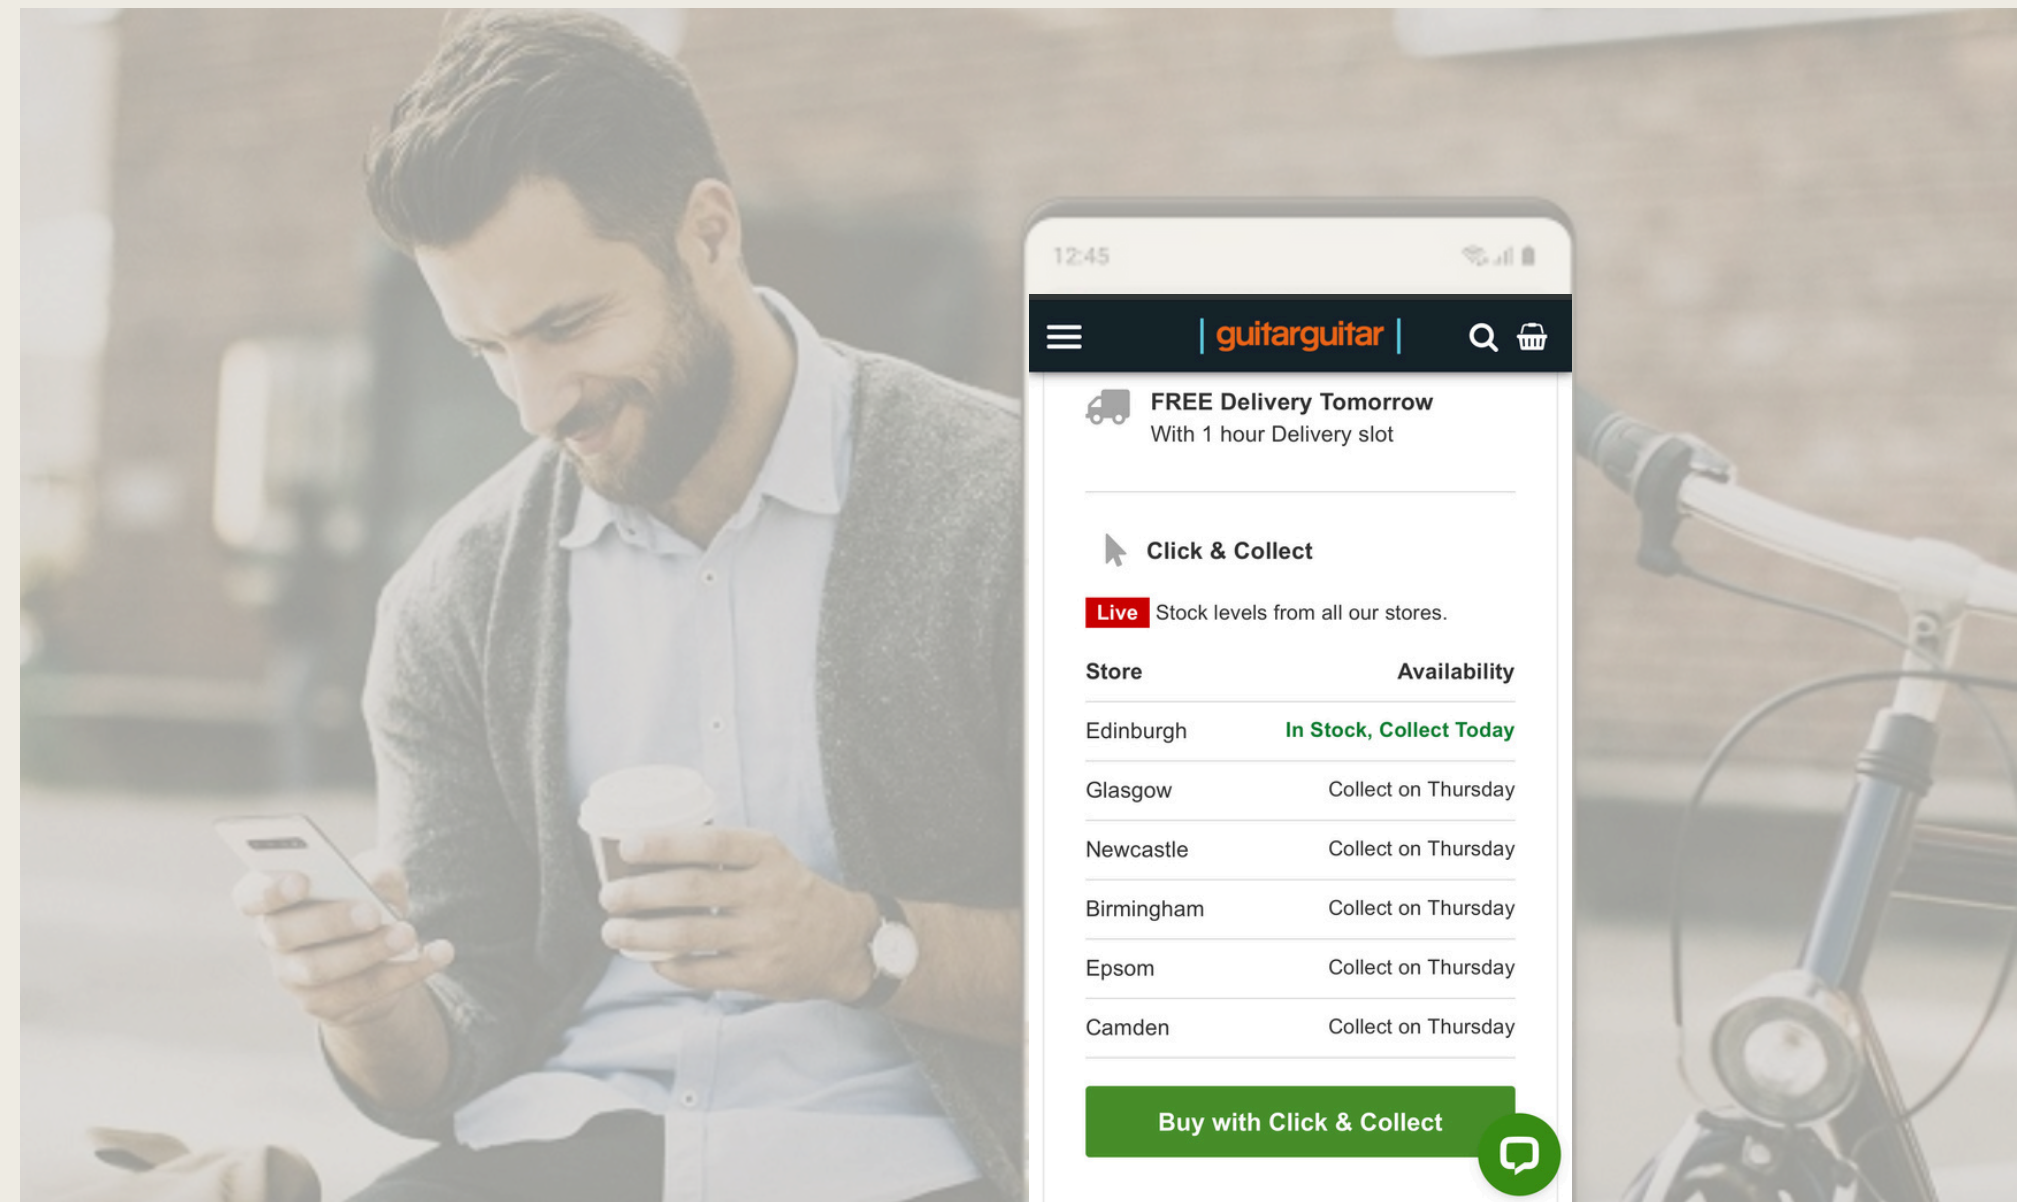 12:45
| guitarguitar |
FREE Delivery Tomorrow
With 1 hour Delivery slot
Click & Collect
Live Stock levels from all our stores.
Store Availability
Edinburgh In Stock, Collect Today
Glasgow Collect on Thursday
Newcastle Collect on Thursday
Birmingham Collect on Thursday
Epsom Collect on Thursday
Camden Collect on Thursday
Buy with Click & Collect